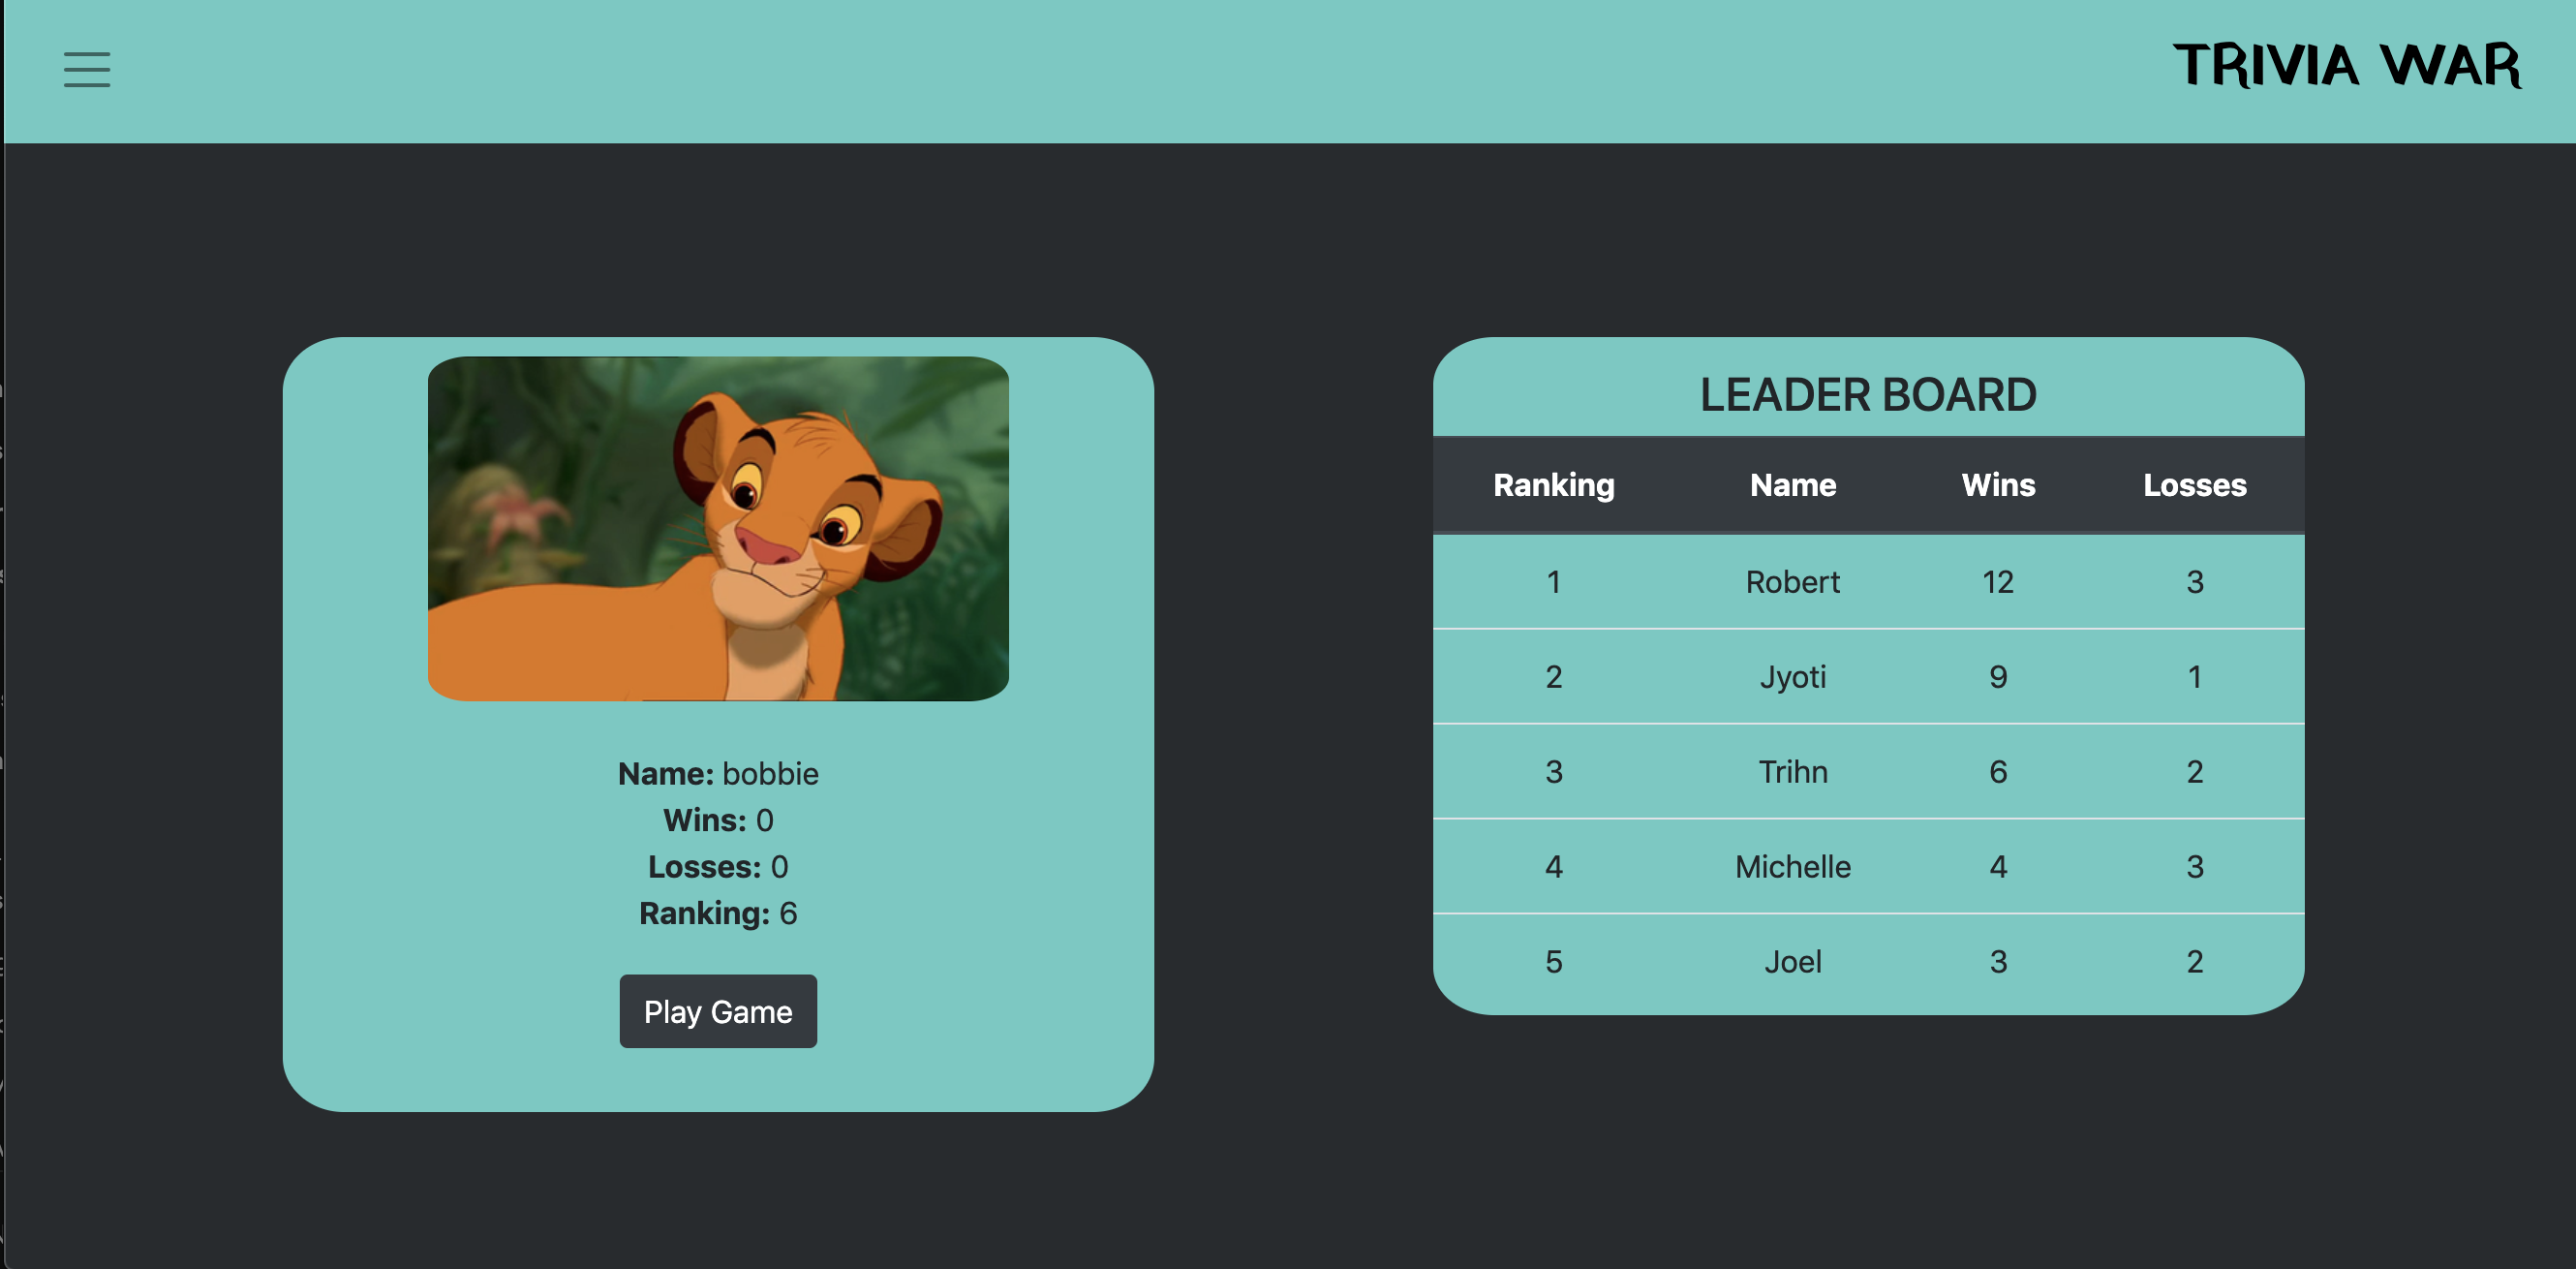 TRIVIA WAR
Name: bobbie
Wins: 0
Losses: 0
Ranking: 6
Play Game
LEADER BOARD
Ranking Name Wins Losses
1 Robert 12 3
2 Jyoti 9 1
3 Trihn 6 2
4 Michelle 4 3
5 Joel 3 2